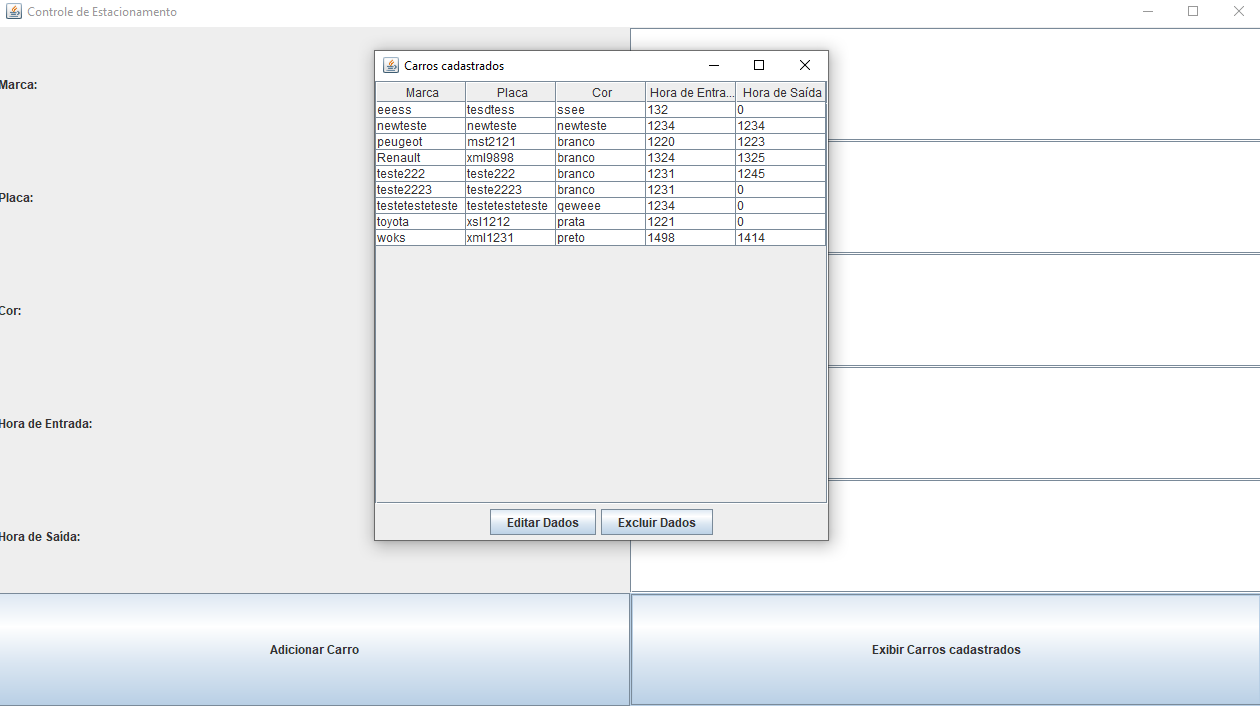 Controle de Estacionamento
Marca:
Placa:
Cor:
Hora de Entrada:
Hora de Saída:
Carros cadastrados
Marca Placa Cor Hora de Entra... Hora de Saída
eeess tesdtess ssee 132 0
newteste newteste newteste 1234 1234
peugeot mst2121 branco 1220 1223
Renault xml9898 branco 1324 1325
teste222 teste222 branco 1231 1245
teste2223 teste2223 branco 1231 0
testetesteteste testetesteteste qeweee 1234 0
toyota xsl1212 prata 1221 0
woks xml1231 preto 1498 1414
Editar Dados Excluir Dados
Adicionar Carro Exibir Carros cadastrados